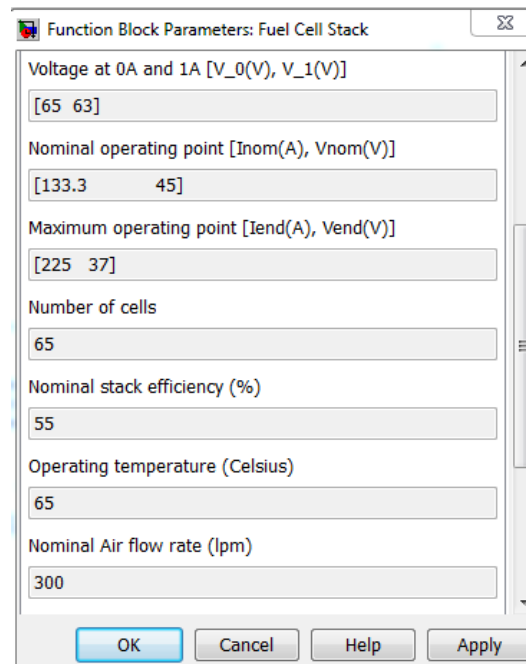 Function Block Parameters: Fuel Cell Stack
Voltage at 0A and 1A [V_0(V), V_1(V)]
[65 63]
Nominal operating point [Inom(A), Vnom(V)]
[133.3 45]
Maximum operating point [Iend(A), Vend(V)]
[225 37]
Number of cells
65
Nominal stack efficiency (%)
55
Operating temperature (Celsius)
65
Nominal Air flow rate (lpm)
300
OK Cancel Help Apply